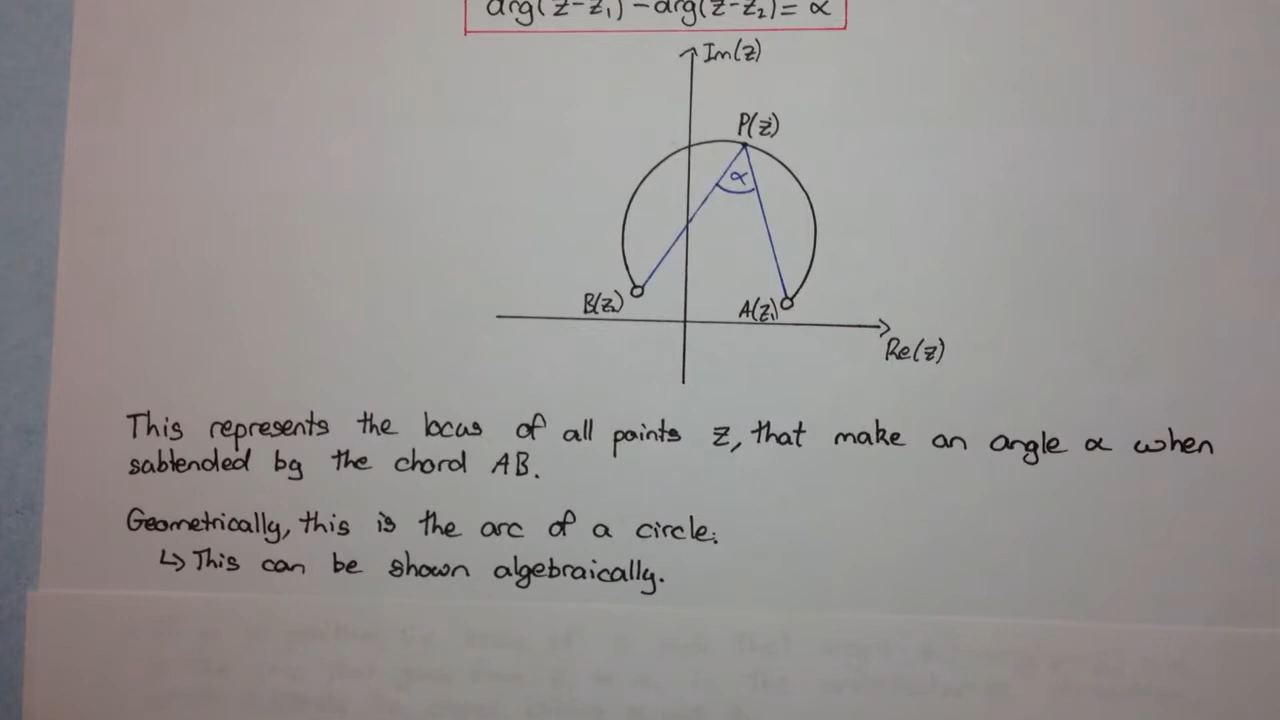 arg(z-z₁)-arg(z-z₂)=α
Im(z)
P(z)
α
B(z₂)
A(z₁)
Re(z)
This represents the locus of all points z, that make an angle α when
subtended by the chord AB.
Geometrically, this is the arc of a circle.
↳ This can be shown algebraically.